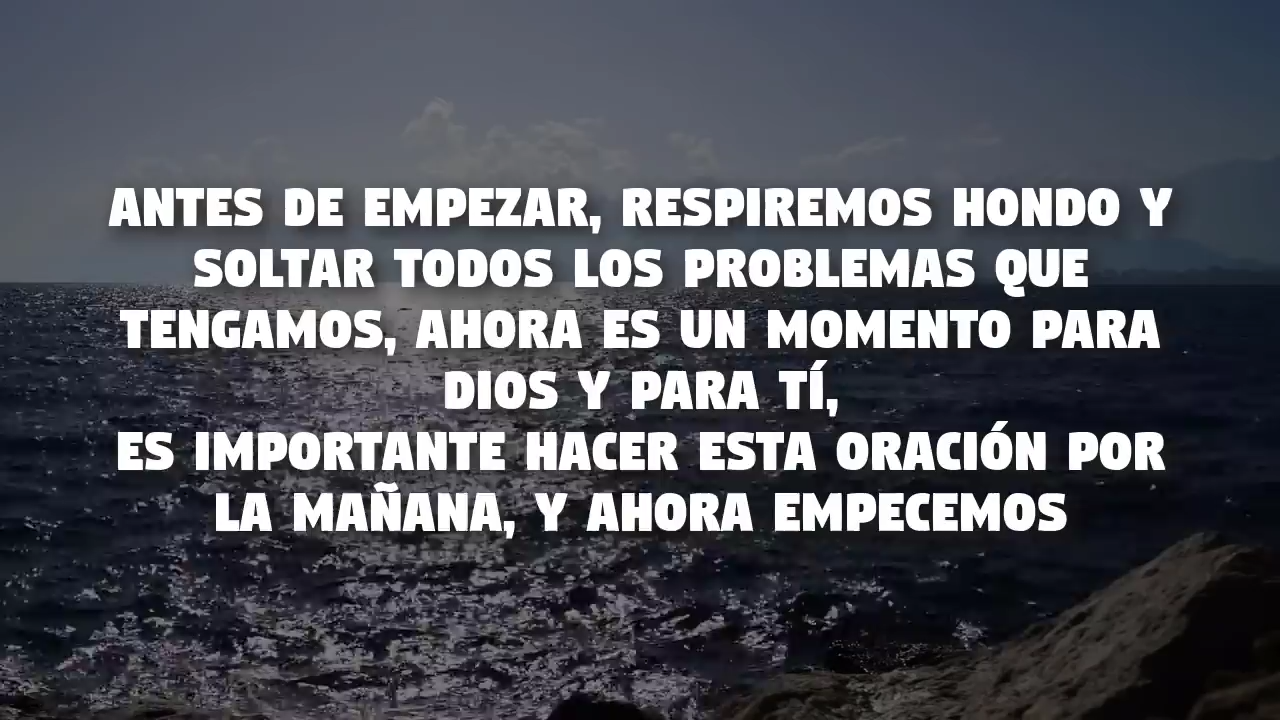 ANTES DE EMPEZAR, RESPIREMOS HONDO Y
SOLTAR TODOS LOS PROBLEMAS QUE
TENGAMOS, AHORA ES UN MOMENTO PARA
DIOS Y PARA TÍ,
ES IMPORTANTE HACER ESTA ORACIÓN POR
LA MAÑANA, Y AHORA EMPECEMOS